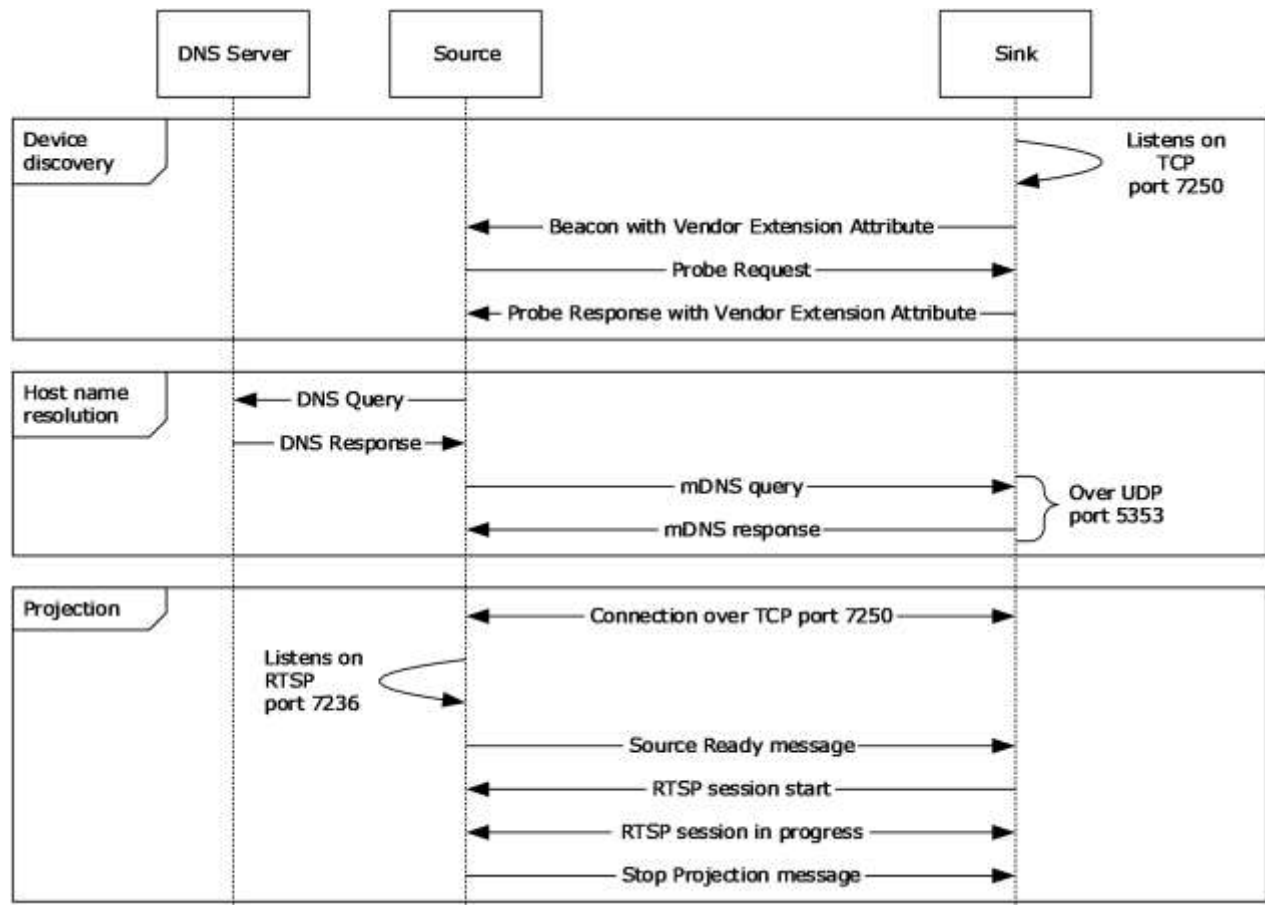 DNS Server
Source
Sink
Device
discovery
Listens on
TCP
port 7250
Beacon with Vendor Extension Attribute
Probe Request
Probe Response with Vendor Extension Attribute
Host name
resolution
DNS Query
DNS Response
mDNS query
mDNS response
Over UDP
port 5353
Projection
Connection over TCP port 7250
Listens on
RTSP
port 7236
Source Ready message
RTSP session start
RTSP session in progress
Stop Projection message